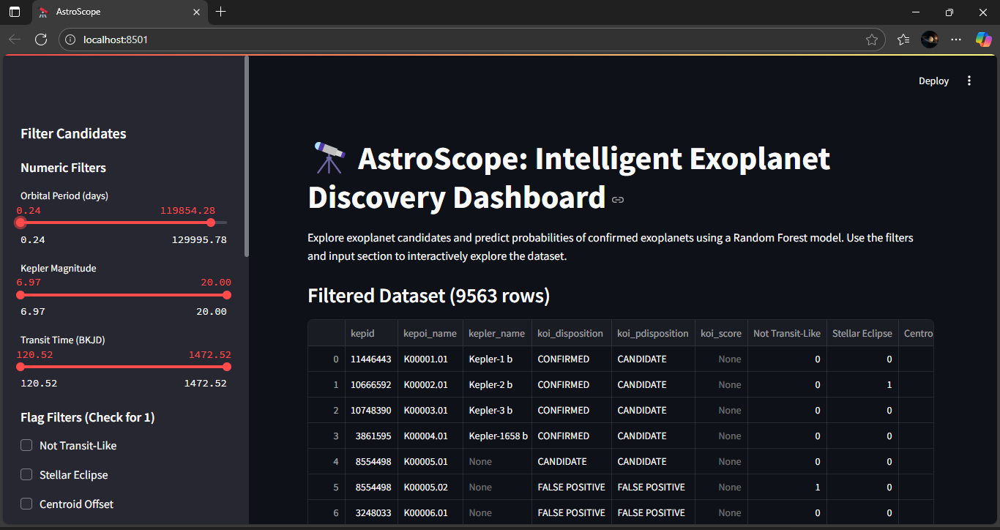 AstroScope
localhost:8501
Deploy
Filter Candidates
Numeric Filters
Orbital Period (days)
0.24 119854.28
0.24 129995.78
Kepler Magnitude
6.97 20.00
6.97 20.00
Transit Time (BKJD)
120.52 1472.52
120.52 1472.52
Flag Filters (Check for 1)
Not Transit-Like
Stellar Eclipse
Centroid Offset
AstroScope: Intelligent Exoplanet
Discovery Dashboard
Explore exoplanet candidates and predict probabilities of confirmed exoplanets using a Random Forest model. Use the filters
and input section to interactively explore the dataset.
Filtered Dataset (9563 rows)
kepid kepoi_name kepler_name koi_disposition koi_pdisposition koi_score Not Transit-Like Stellar Eclipse Centro
0 11446443 K00001.01 Kepler-1 b CONFIRMED CANDIDATE None 0 0
1 10666592 K00002.01 Kepler-2 b CONFIRMED CANDIDATE None 0 1
2 10748390 K00003.01 Kepler-3 b CONFIRMED CANDIDATE None 0 0
3 3861595 K00004.01 Kepler-1658 b CONFIRMED CANDIDATE None 0 0
4 8554498 K00005.01 None CANDIDATE CANDIDATE None 0 0
5 8554498 K00005.02 None FALSE POSITIVE FALSE POSITIVE None 1 0
6 3248033 K00006.01 None FALSE POSITIVE FALSE POSITIVE None 0 0